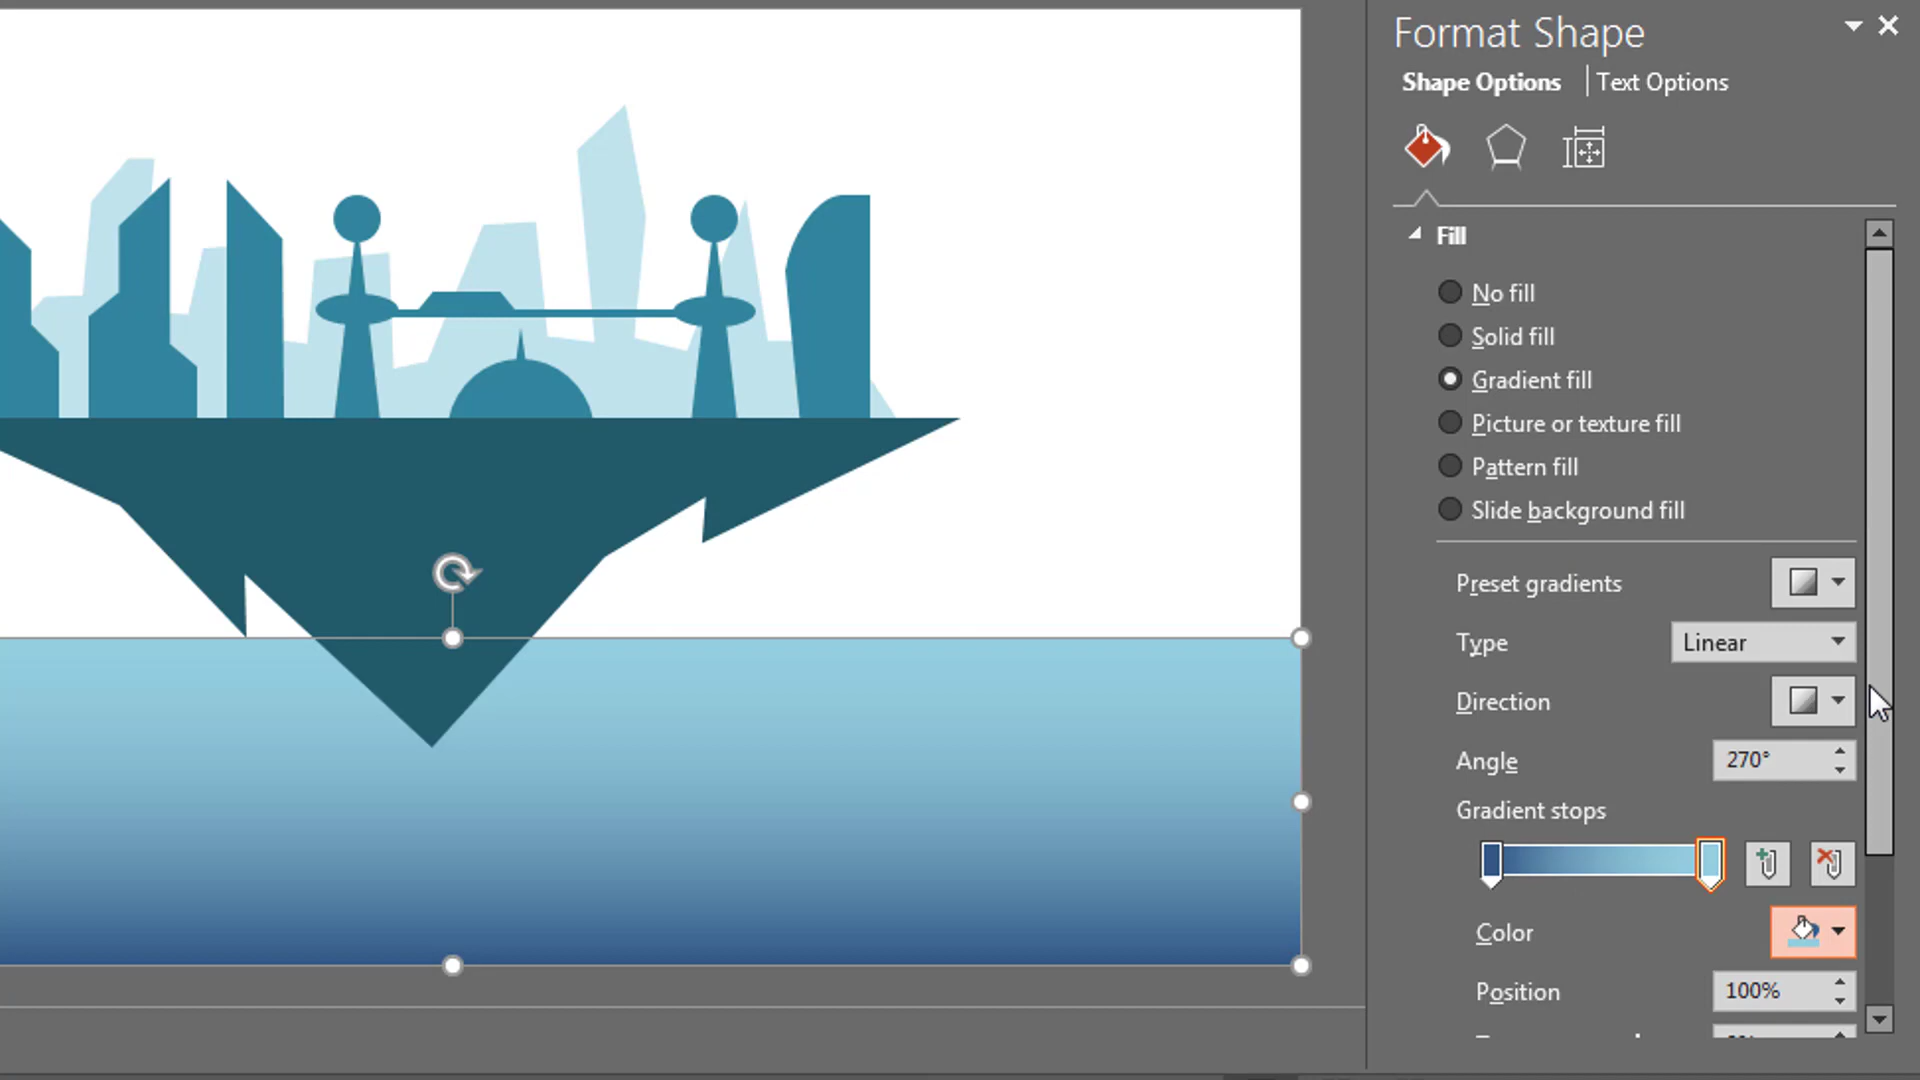 Format Shape
Shape Options
Text Options
Fill
No fill
Solid fill
Gradient fill
Picture or texture fill
Pattern fill
Slide background fill
Preset gradients
Type
Linear
Direction
Angle
270°
Gradient stops
Color
Position
100%